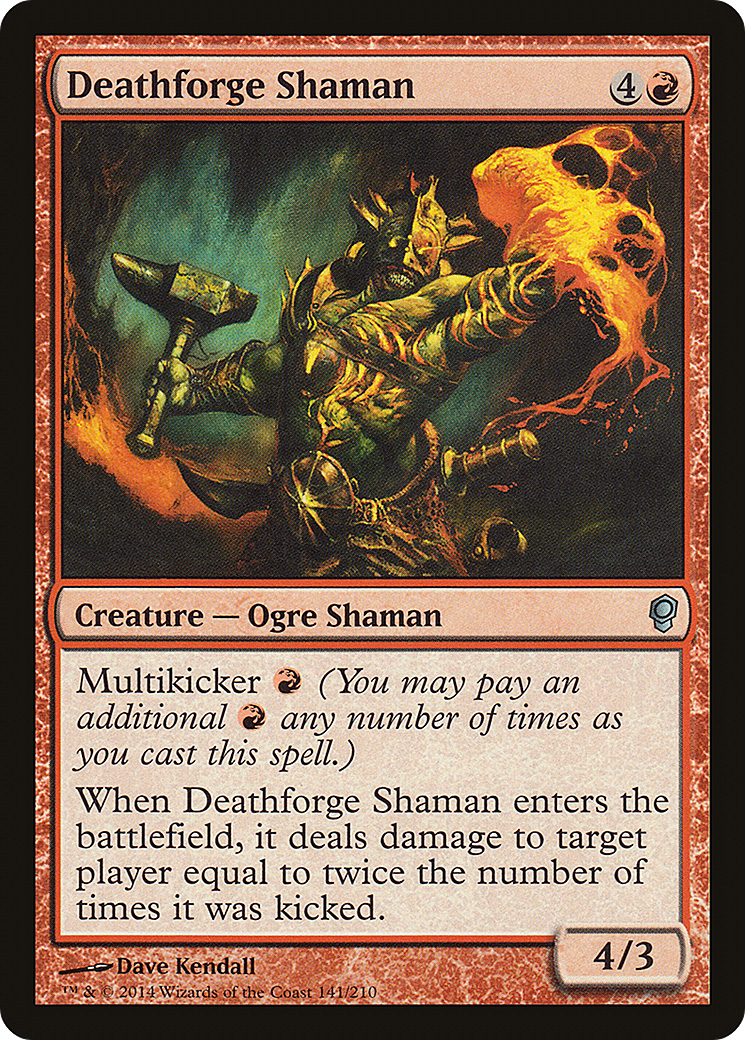 Deathforge Shaman 4
Creature — Ogre Shaman
Multikicker (You may pay an
additional any number of times as
you cast this spell.)
When Deathforge Shaman enters the
battlefield, it deals damage to target
player equal to twice the number of
times it was kicked.
4/3
Dave Kendall
™ & © 2014 Wizards of the Coast 141/210